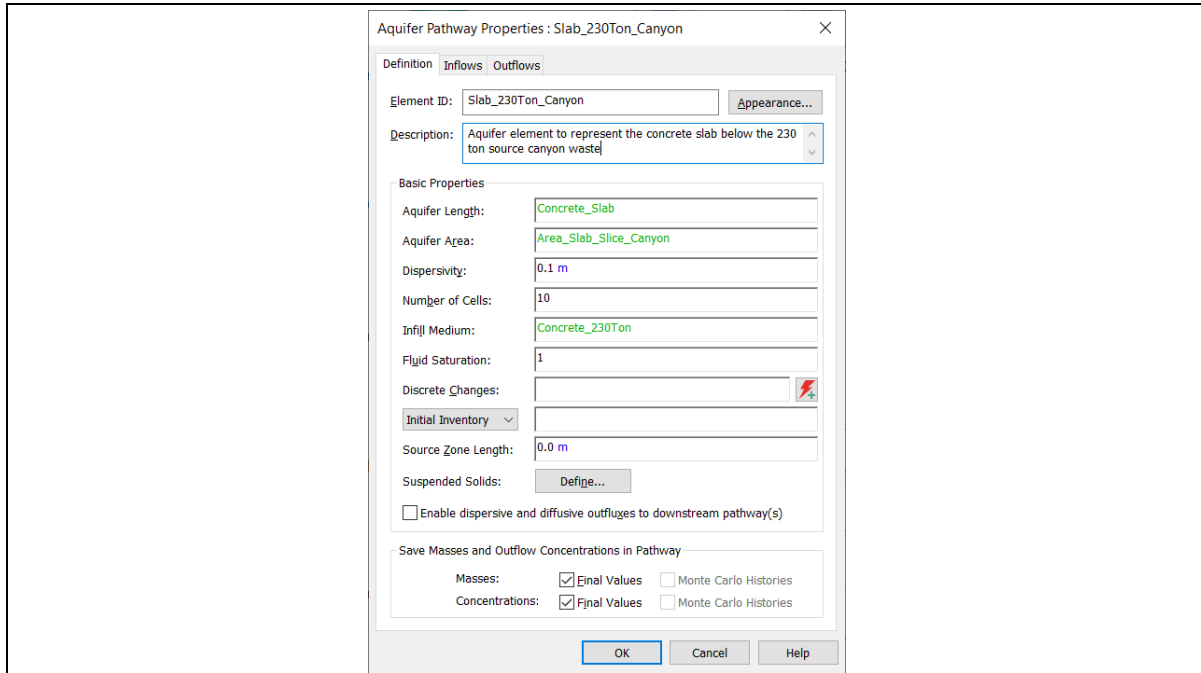 Aquifer Pathway Properties : Slab_230Ton_Canyon
Definition Inflows Outflows
Element ID: Slab_230Ton_Canyon Appearance...
Description: Aquifer element to represent the concrete slab below the 230
ton source canyon waste
Basic Properties
Aquifer Length: Concrete_Slab
Aquifer Area: Area_Slab_Slice_Canyon
Dispersivity: 0.1 m
Number of Cells: 10
Infill Medium: Concrete_230Ton
Fluid Saturation: 1
Discrete Changes:
Initial Inventory
Source Zone Length: 0.0 m
Suspended Solids: Define...
Enable dispersive and diffusive outfluxes to downstream pathway(s)
Save Masses and Outflow Concentrations in Pathway
Masses: Final Values Monte Carlo Histories
Concentrations: Final Values Monte Carlo Histories
OK Cancel Help